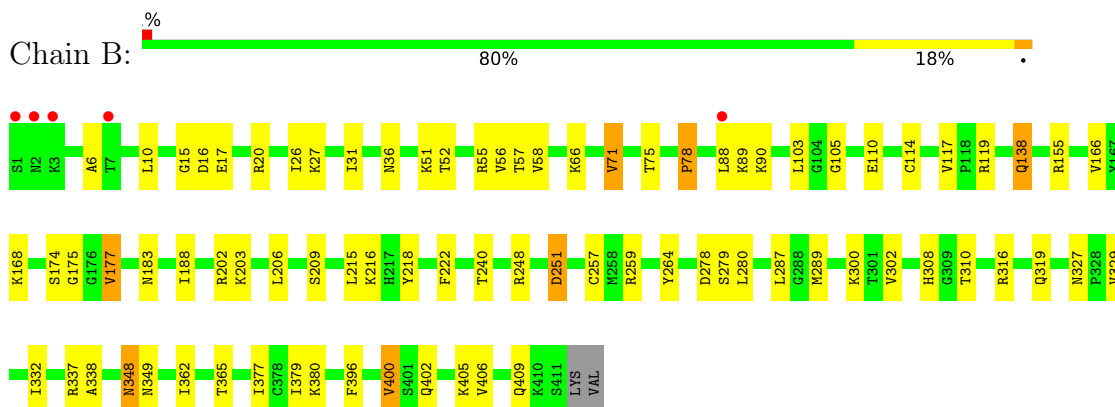 %
Chain B:
80% 18% •
S1 N2 K3 A6 T7 L10 G15 D16 E17 R20 I26 K27 I31 N36 K51 T52 R55 V56 T57 V58 K66 V71 T75 P78 L88 K89 K90 L103 G104 G105 E110 C114 V117 P118 R119 Q138 R155 V166 Y167
K168 S174 G175 G176 V177 N183 I188 R202 K203 L206 S209 L215 K216 H217 Y218 F222 T240 R248 D251 C257 M258 R259 Y264 D278 S279 L280 L287 G288 M289 K300 T301 V302 H308 G309 T310 R316 Q319 N327 P328
I332 R337 A338 N348 N349 I362 T365 I377 C378 I379 K380 F396 V400 S401 Q402 K405 V406 Q409 K410 S411 LYS VAL